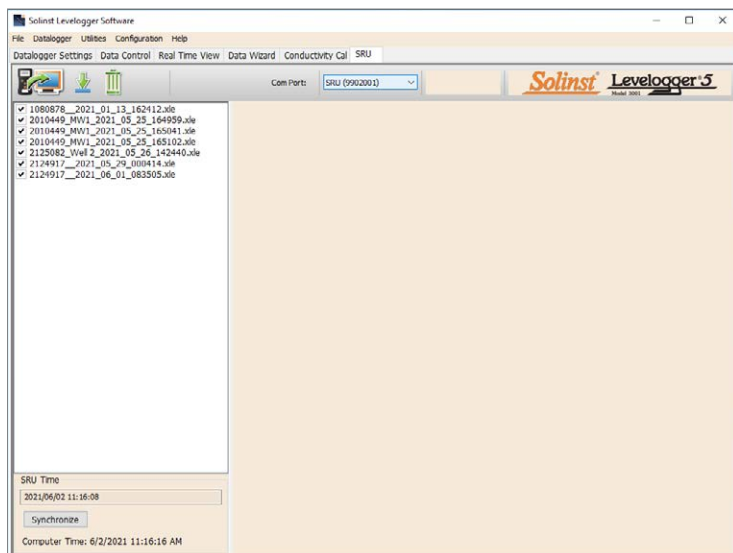 Solinst Levelogger Software
File Datalogger Utilities Configuration Help
Datalogger Settings Data Control Real Time View Data Wizard Conductivity Cal SRU
Com Port: SRU (9902001)
Solinst Levelogger 5
Model 3001
1080878__2021_01_13_162412.xle
2010449_MW1_2021_05_25_164959.xle
2010449_MW1_2021_05_25_165041.xle
2010449_MW1_2021_05_25_165102.xle
2125082_Well 2_2021_05_26_142440.xle
2124917__2021_05_29_000414.xle
2124917__2021_06_01_083505.xle
SRU Time
2021/06/02 11:16:08
Synchronize
Computer Time: 6/2/2021 11:16:16 AM